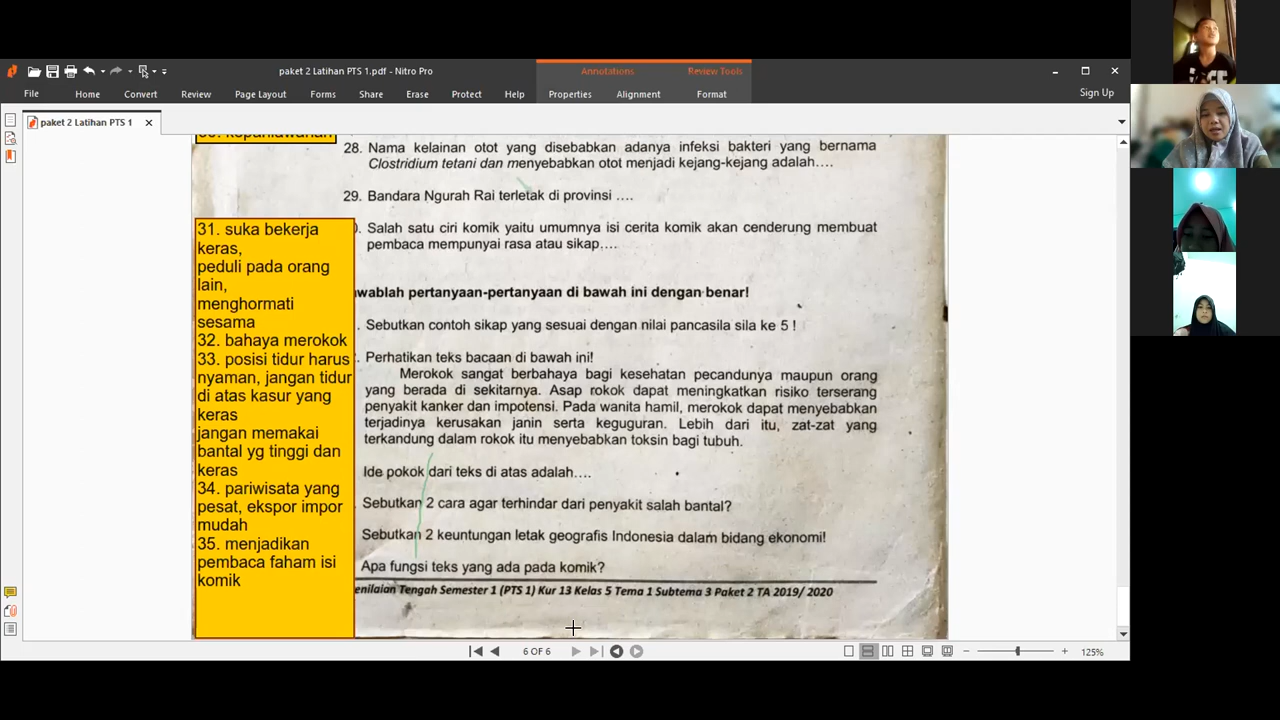 paket 2 Latihan PTS 1.pdf - Nitro Pro
Annotations
Review Tools
File
Home
Convert
Review
Page Layout
Forms
Share
Erase
Protect
Help
Properties
Alignment
Format
Sign Up
paket 2 Latihan PTS 1
28. Nama kelainan otot yang disebabkan adanya infeksi bakteri yang bernama
Clostridium tetani dan menyebabkan otot menjadi kejang-kejang adalah....
29. Bandara Ngurah Rai terletak di provinsi ....
Salah satu ciri komik yaitu umumnya isi cerita komik akan cenderung membuat
pembaca mempunyai rasa atau sikap....
31. suka bekerja
keras,
peduli pada orang
lain,
menghormati
sesama
32. bahaya merokok
33. posisi tidur harus
nyaman, jangan tidur
di atas kasur yang
keras
jangan memakai
bantal yg tinggi dan
keras
34. pariwisata yang
pesat, ekspor impor
mudah
35. menjadikan
pembaca faham isi
komik
wablah pertanyaan-pertanyaan di bawah ini dengan benar!
Sebutkan contoh sikap yang sesuai dengan nilai pancasila sila ke 5 !
Perhatikan teks bacaan di bawah ini!
Merokok sangat berbahaya bagi kesehatan pecandunya maupun orang
yang berada di sekitarnya. Asap rokok dapat meningkatkan risiko terserang
penyakit kanker dan impotensi. Pada wanita hamil, merokok dapat menyebabkan
terjadinya kerusakan janin serta keguguran. Lebih dari itu, zat-zat yang
terkandung dalam rokok itu menyebabkan toksin bagi tubuh.
Ide pokok dari teks di atas adalah....
Sebutkan 2 cara agar terhindar dari penyakit salah bantal?
Sebutkan 2 keuntungan letak geografis Indonesia dalam bidang ekonomi!
Apa fungsi teks yang ada pada komik?
enilaian Tengah Semester 1 (PTS 1) Kur 13 Kelas 5 Tema 1 Subtema 3 Paket 2 TA 2019/ 2020
6 OF 6
125%